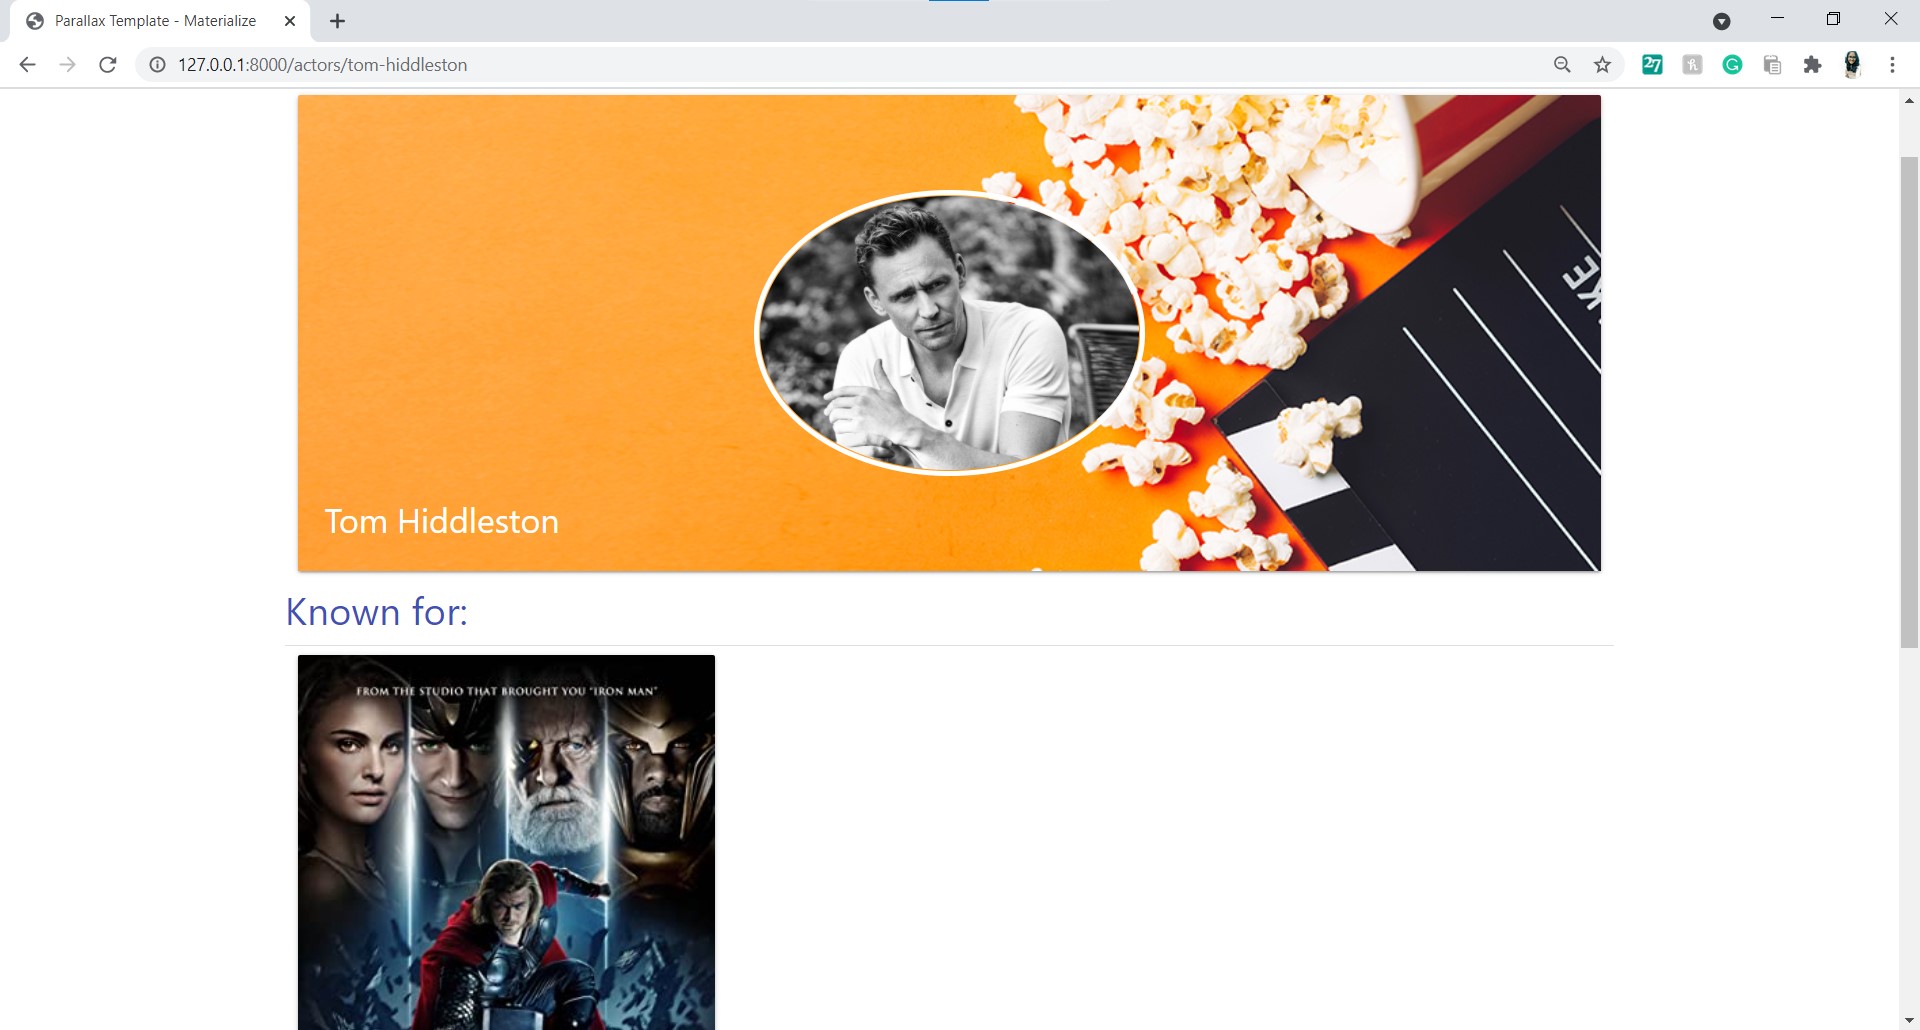 Parallax Template - Materialize
127.0.0.1:8000/actors/tom-hiddleston
27
Tom Hiddleston
Known for:
FROM THE STUDIO THAT BROUGHT YOU "IRON MAN"